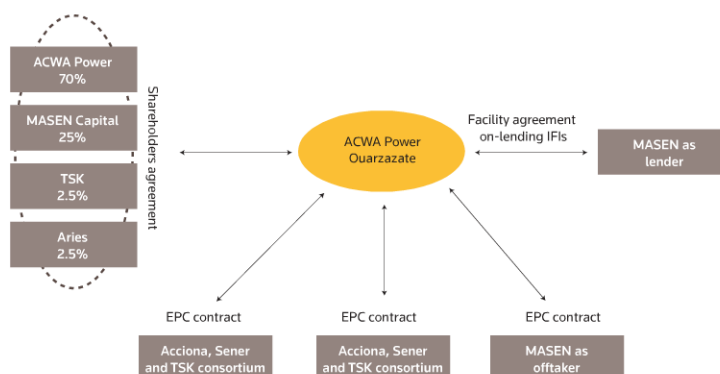 ACWA Power
70%
MASEN Capital
25%
TSK
2.5%
Aries
2.5%
Shareholders agreement
ACWA Power
Ouarzazate
Facility agreement
on-lending IFIs
MASEN as
lender
EPC contract
Acciona, Sener
and TSK consortium
EPC contract
Acciona, Sener
and TSK consortium
EPC contract
MASEN as
offtaker